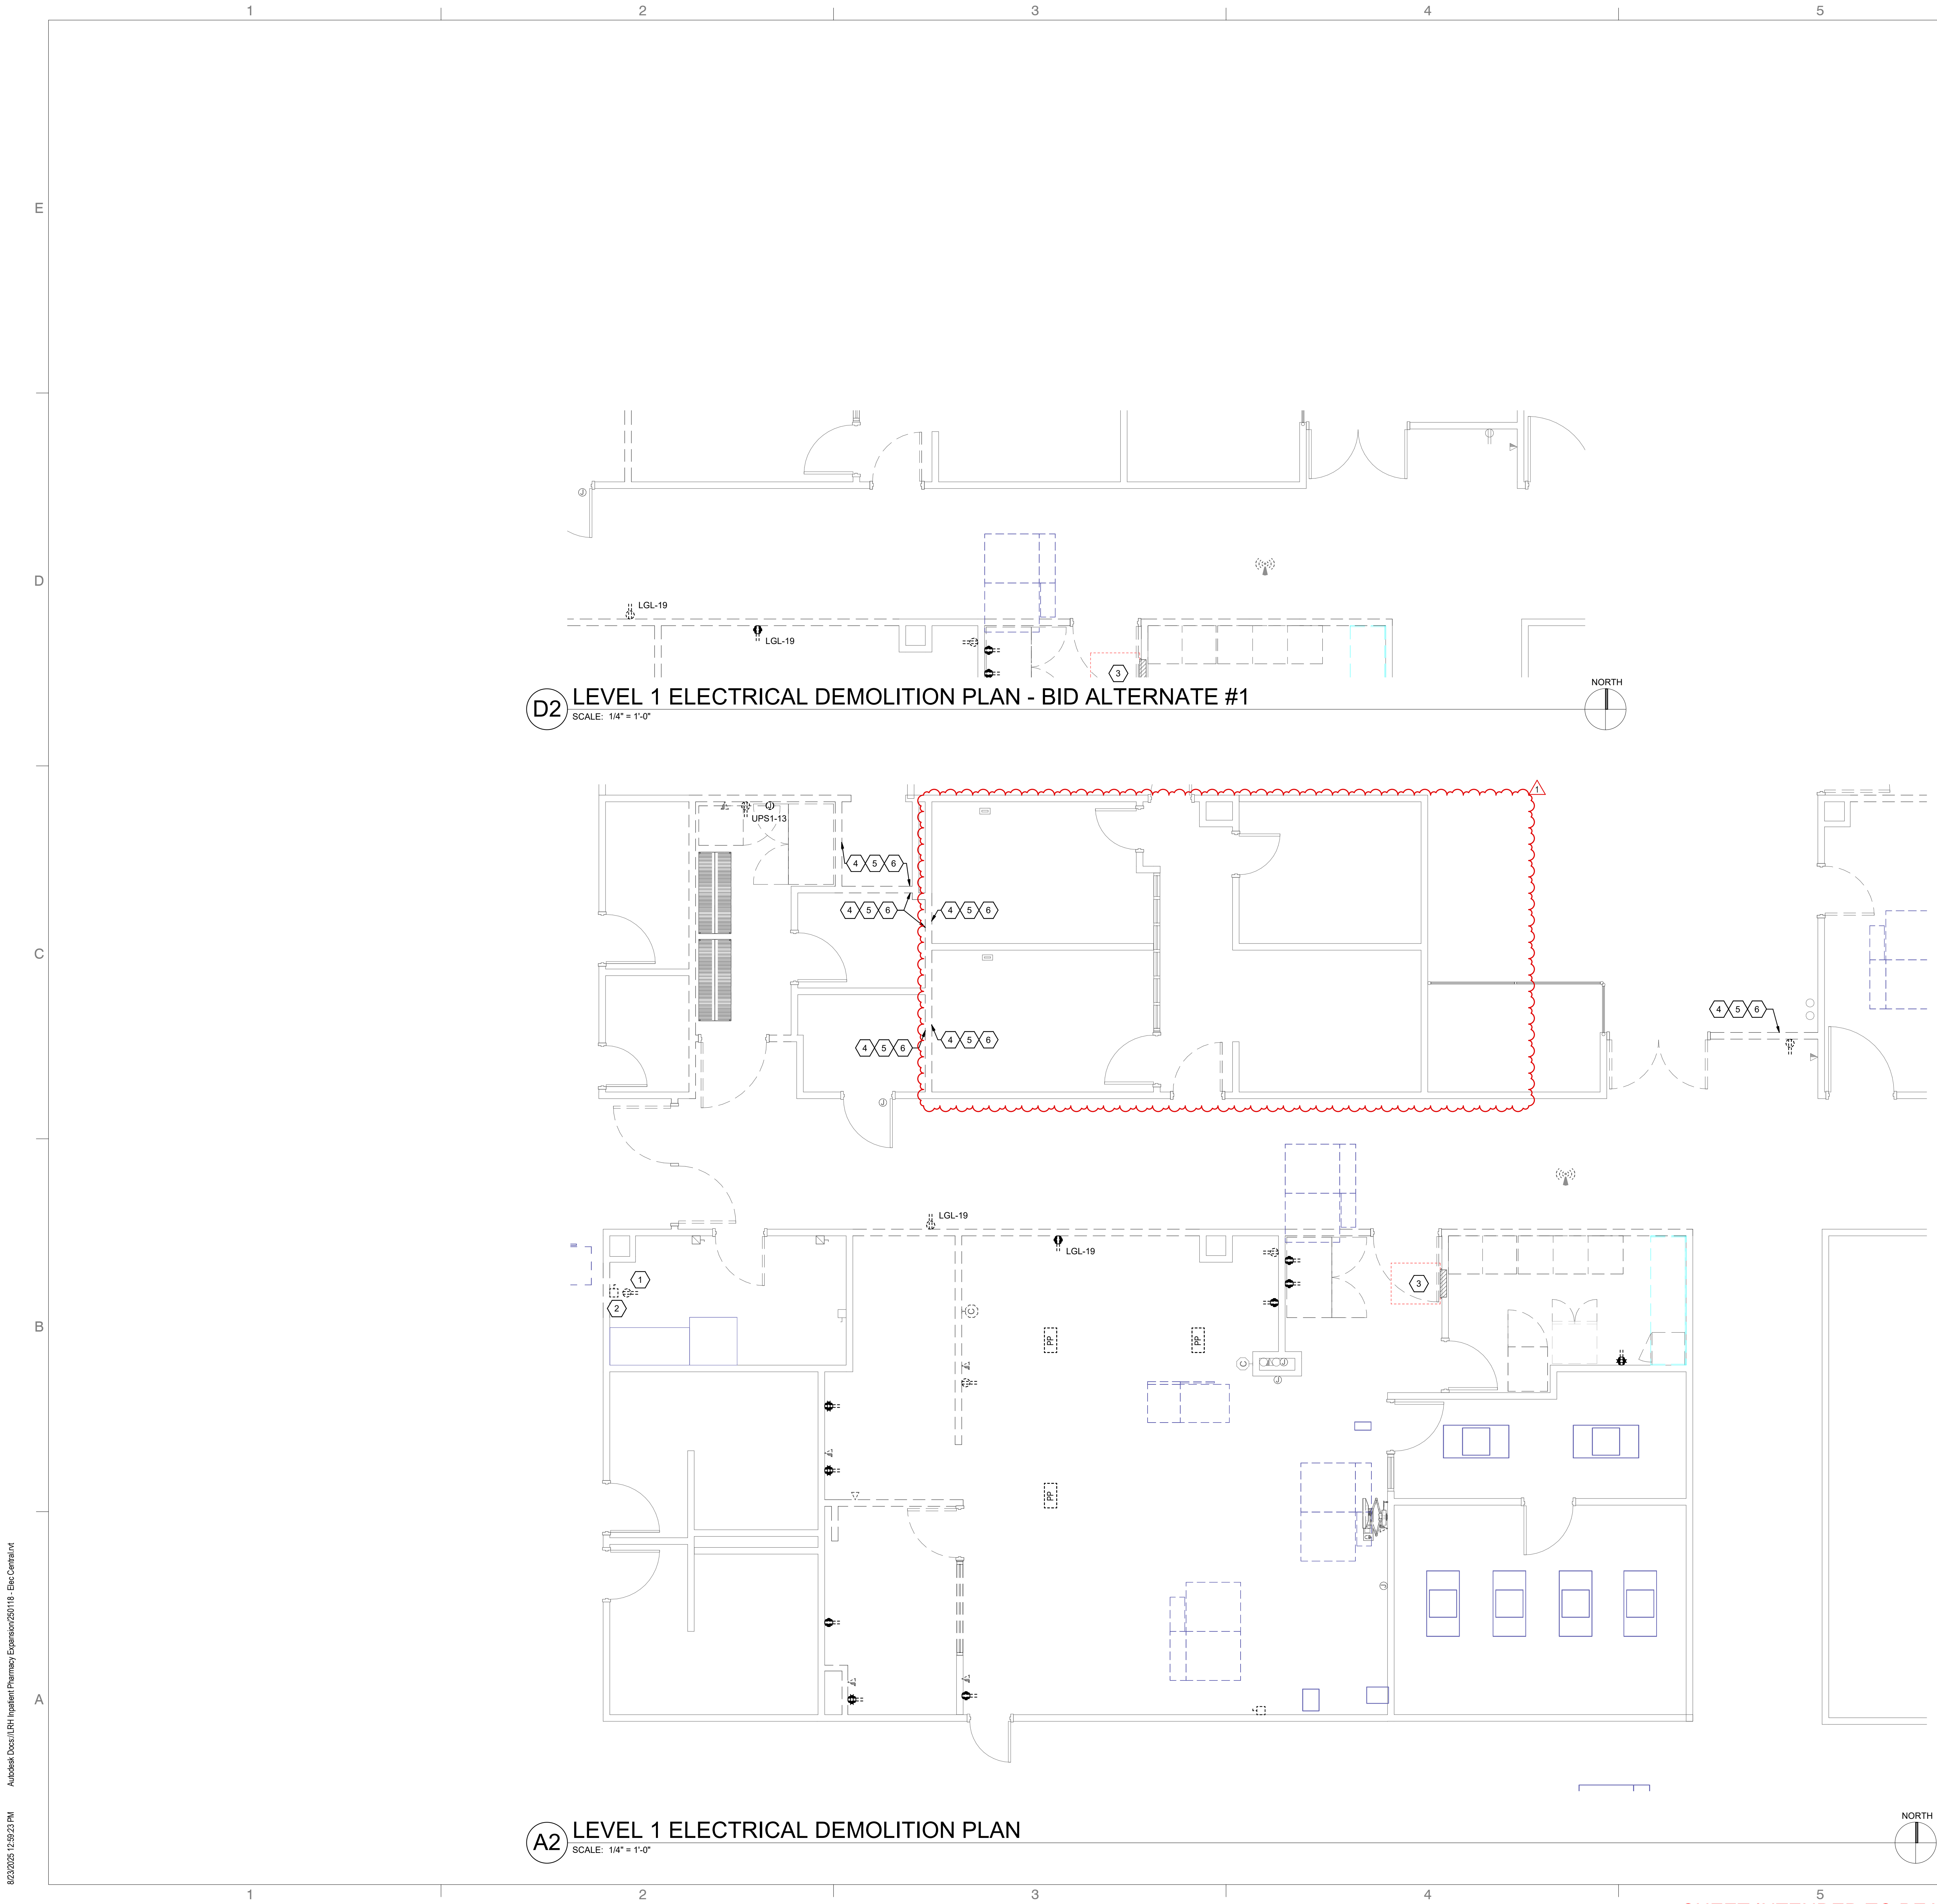 1 2 3 4 5
E
D
C
B
A
LGL-19
LGL-19
3
D2 LEVEL 1 ELECTRICAL DEMOLITION PLAN - BID ALTERNATE #1
SCALE: 1/4" = 1'-0"
NORTH
J
1
J
UPS1-13
4 5 6
4 5 6
4 5 6
4 5 6
4 5 6
4 5 6
J
LGL-19
LGL-19
1
2
3
C
PP
PP
C
J
J
PP
J
A2 LEVEL 1 ELECTRICAL DEMOLITION PLAN
SCALE: 1/4" = 1'-0"
NORTH
8/23/2025 12:59:23 PM
Autodesk Docs://LRH Inpatient Pharmacy Expansion/250118 - Elec Central.rvt
1 2 3 4 5